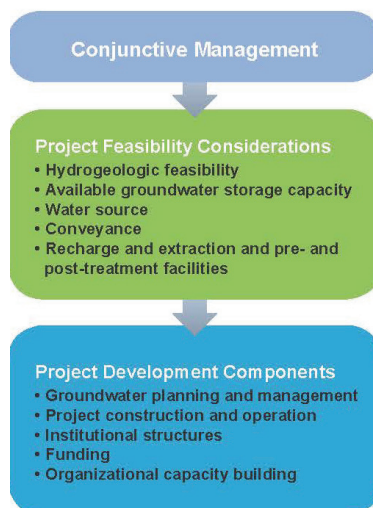 Conjunctive Management
Project Feasibility Considerations
• Hydrogeologic feasibility
• Available groundwater storage capacity
• Water source
• Conveyance
• Recharge and extraction and pre- and
post-treatment facilities
Project Development Components
• Groundwater planning and management
• Project construction and operation
• Institutional structures
• Funding
• Organizational capacity building